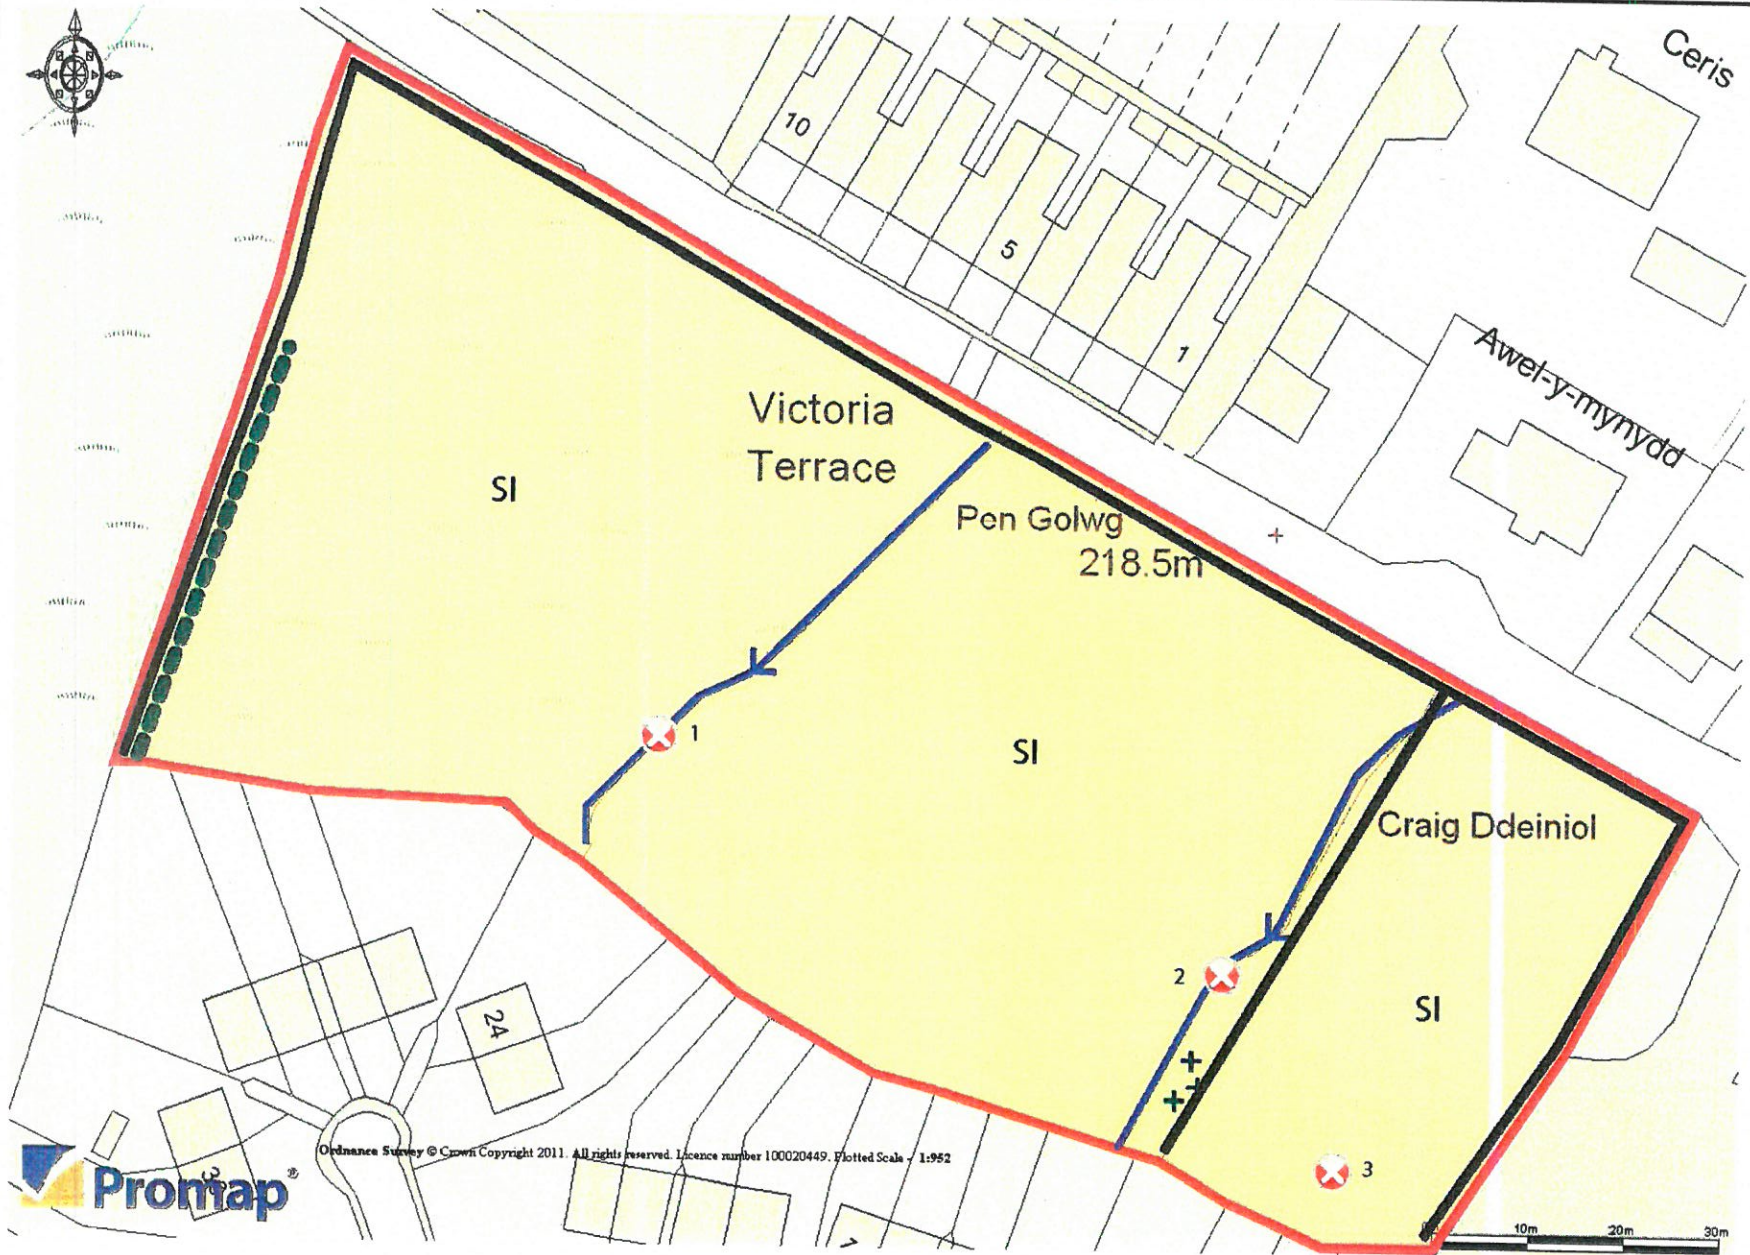 Ceris
10
5
1
Awel-y-mynydd
Victoria
Terrace
SI
Pen Golwg
218.5m
1
SI
Craig Ddeiniol
2
SI
24
3
Ordnance Survey © Crown Copyright 2011. All rights reserved. Licence number 100020449. Plotted Scale - 1:952
Promap®
10m 20m 30m